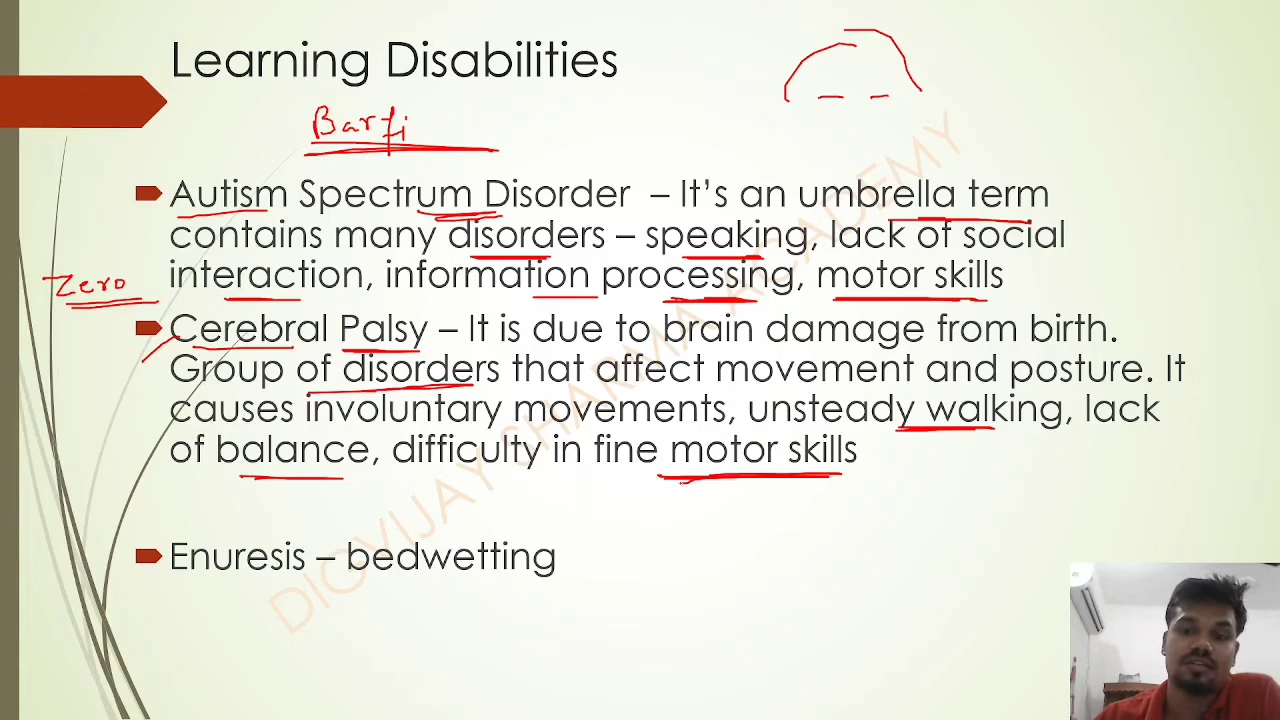 Learning Disabilities
Barfi
Autism Spectrum Disorder – It’s an umbrella term
contains many disorders – speaking, lack of social
interaction, information processing, motor skills
Zero
Cerebral Palsy – It is due to brain damage from birth.
Group of disorders that affect movement and posture. It
causes involuntary movements, unsteady walking, lack
of balance, difficulty in fine motor skills
Enuresis – bedwetting
DIGVIJAY SHARMA ACADEMY